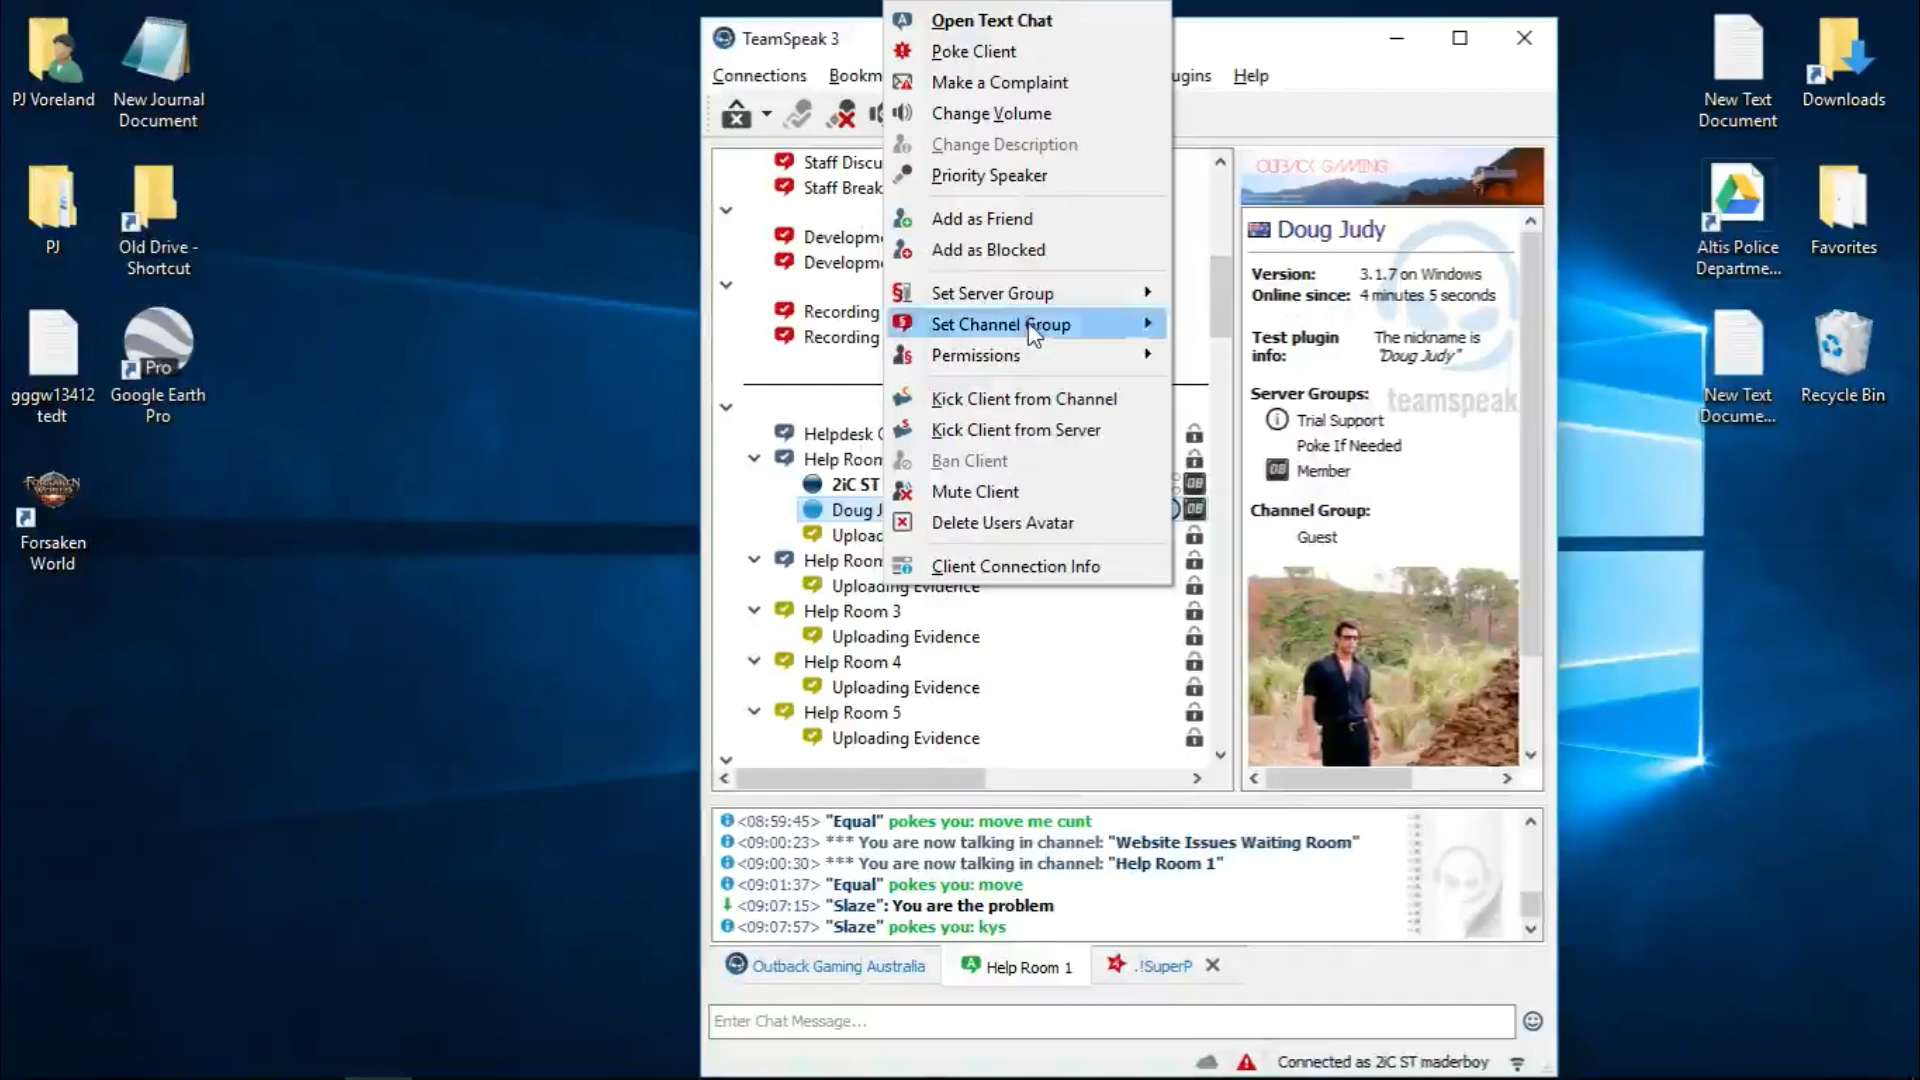 PJ Voreland
New Journal
Document
PJ
Old Drive -
Shortcut
gggw13412
tedt
Pro
Google Earth
Pro
FORSAKEN
WORLD
Forsaken
World
TeamSpeak 3
Connections Bookm
ugins Help
Staff Discu
Staff Break
Developme
Developme
Recording
Recording
Helpdesk
Help Room
2iC ST
Doug J
Upload
Help Room
Uploading Evidence
Help Room 3
Uploading Evidence
Help Room 4
Uploading Evidence
Help Room 5
Uploading Evidence
Open Text Chat
Poke Client
Make a Complaint
Change Volume
Change Description
Priority Speaker
Add as Friend
Add as Blocked
Set Server Group
Set Channel Group
Permissions
Kick Client from Channel
Kick Client from Server
Ban Client
Mute Client
Delete Users Avatar
Client Connection Info
OUTBACK GAMING
Doug Judy
Version: 3.1.7 on Windows
Online since: 4 minutes 5 seconds
Test plugin info: The nickname is "Doug Judy"
Server Groups:
Trial Support
Poke If Needed
Member
Channel Group:
Guest
teamspeak
<08:59:45> "Equal" pokes you: move me cunt
<09:00:23> *** You are now talking in channel: "Website Issues Waiting Room"
<09:00:30> *** You are now talking in channel: "Help Room 1"
<09:01:37> "Equal" pokes you: move
<09:07:15> "Slaze": You are the problem
<09:07:57> "Slaze" pokes you: kys
Outback Gaming Australia Help Room 1 .!SuperP
Enter Chat Message...
Connected as 2iC ST maderboy
New Text
Document
Downloads
Altis Police
Departme...
Favorites
New Text
Docume...
Recycle Bin